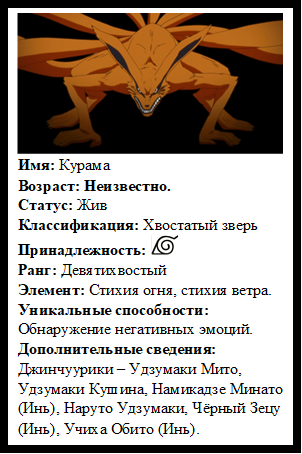 Имя: Курама
Возраст: Неизвестно.
Статус: Жив
Классификация: Хвостатый зверь
Принадлежность:
Ранг: Девятихвостый
Элемент: Стихия огня, стихия ветра.
Уникальные способности:
Обнаружение негативных эмоций.
Дополнительные сведения:
Джинчуурики – Удзумаки Мито,
Удзумаки Кушина, Намикадзе Минато
(Инь), Наруто Удзумаки, Чёрный Зецу
(Инь), Учиха Обито (Инь).